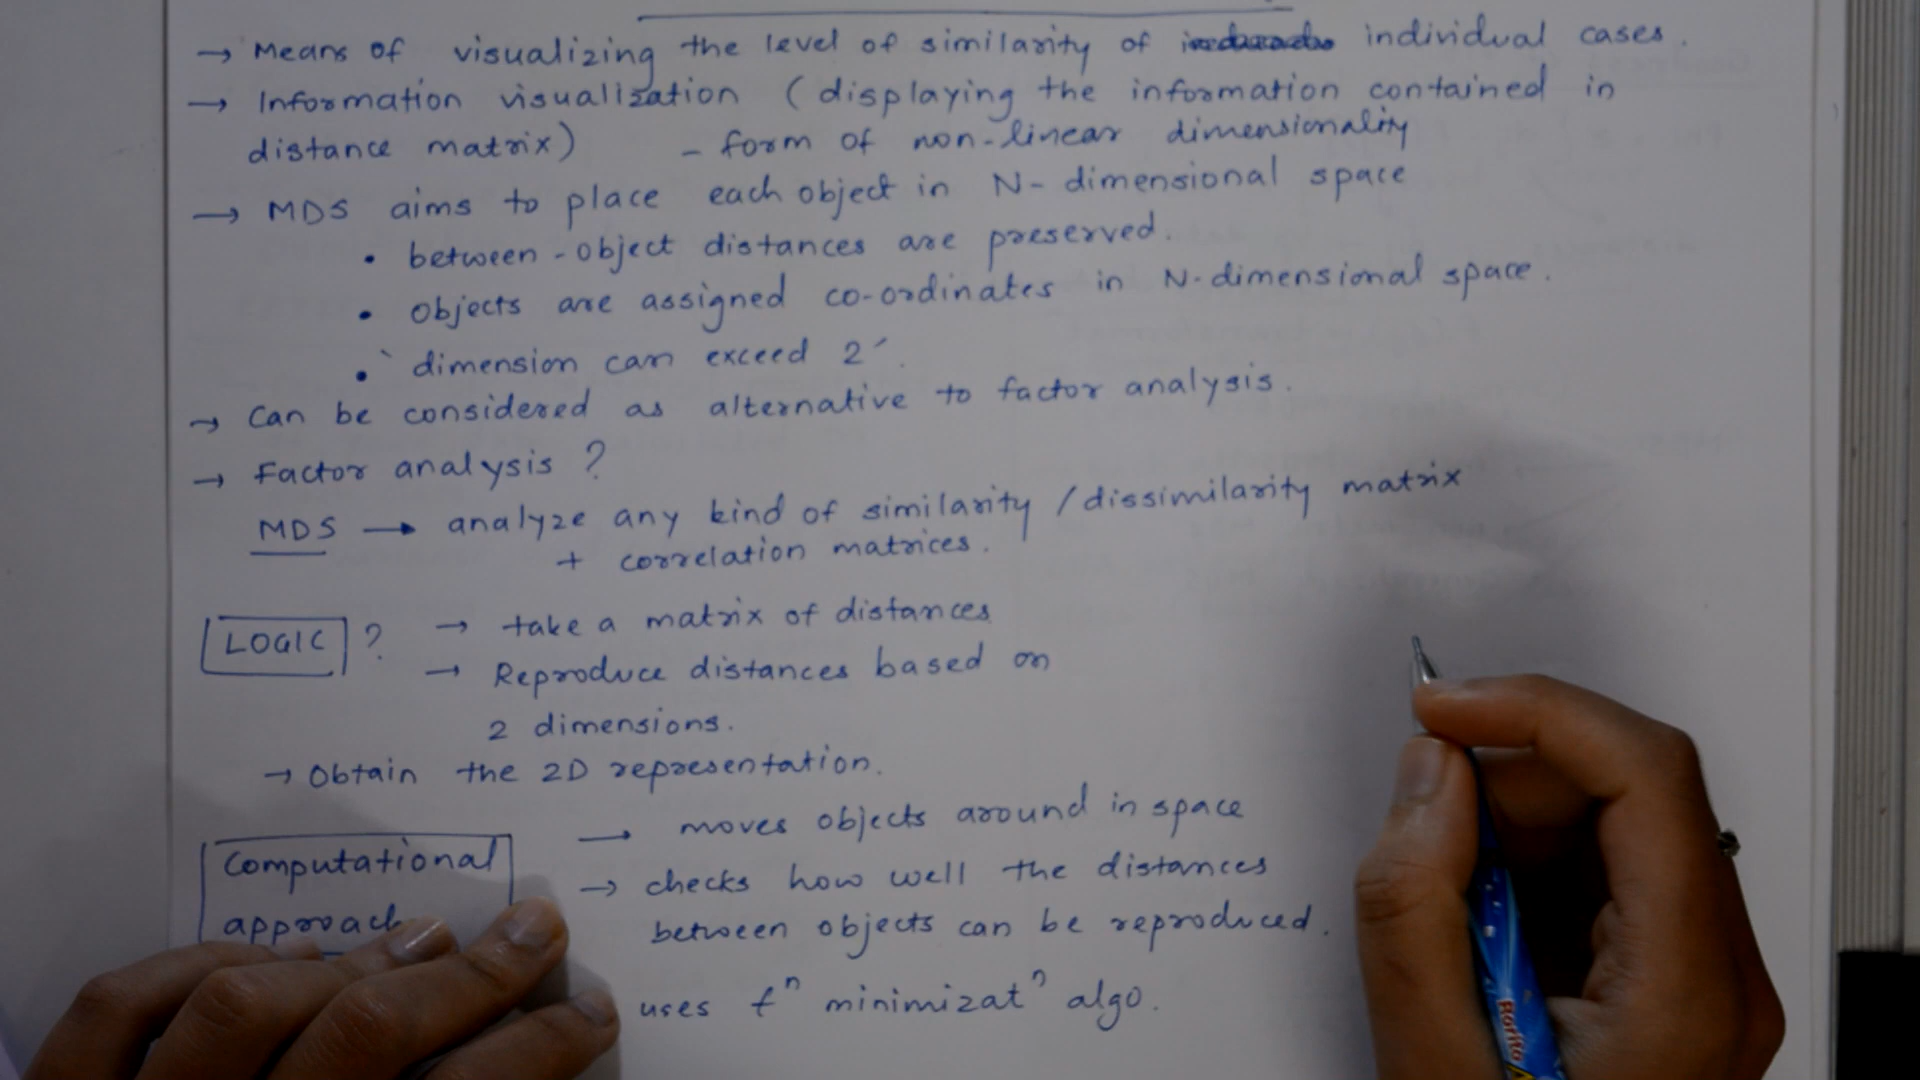 → Means of visualizing the level of similarity of individual cases.
→ Information visualization (displaying the information contained in
distance matrix) - form of non-linear dimensionality
→ MDS aims to place each object in N-dimensional space
• between-object distances are preserved.
• objects are assigned co-ordinates in N-dimensional space.
• ` dimension can exceed 2´.
→ Can be considered as alternative to factor analysis.
→ Factor analysis ?
MDS → analyze any kind of similarity / dissimilarity matrix
+ correlation matrices.
LOGIC ? → take a matrix of distances
→ Reproduce distances based on
2 dimensions.
→ Obtain the 2D representation.
Computational approach
→ moves objects around in space
→ checks how well the distances
between objects can be reproduced.
uses fⁿ minimizatⁿ algo.
Rorito